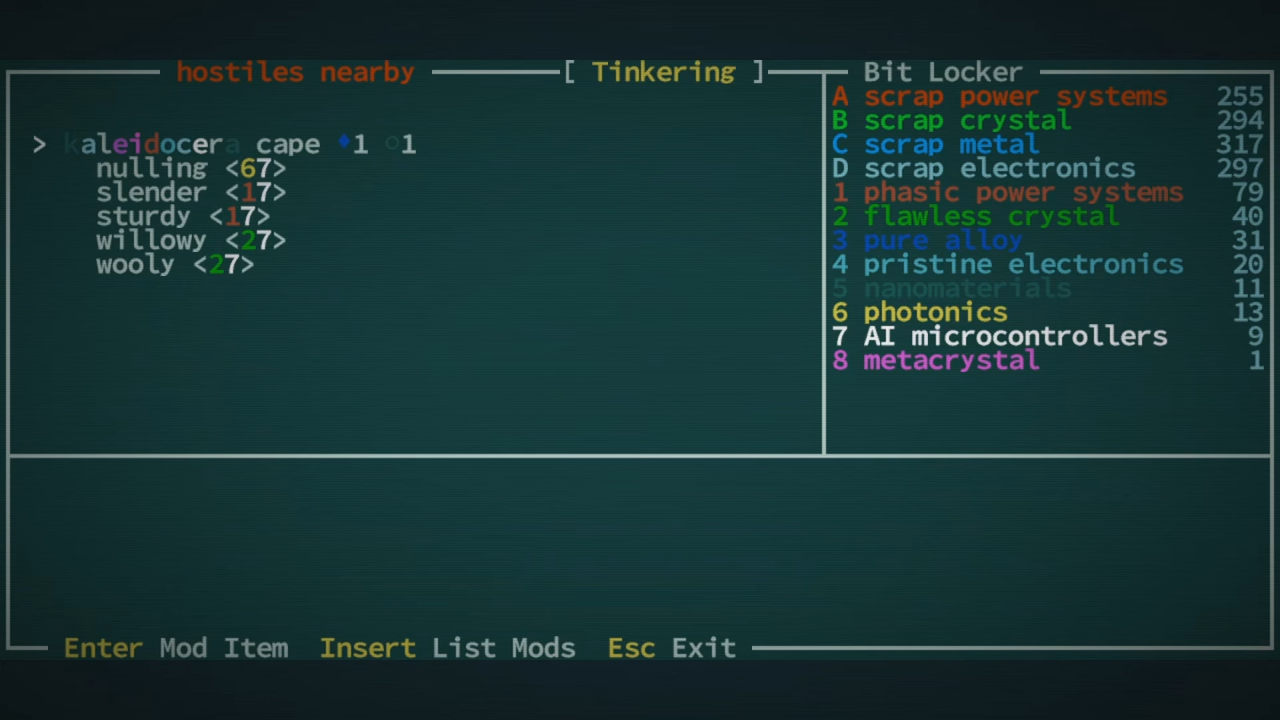 hostiles nearby [ Tinkering ] Bit Locker
> kaleidocera cape ♦1 ○1
nulling <67>
slender <17>
sturdy <17>
willowy <27>
wooly <27>
A scrap power systems 255
B scrap crystal 294
C scrap metal 317
D scrap electronics 297
1 phasic power systems 79
2 flawless crystal 40
3 pure alloy 31
4 pristine electronics 20
5 nanomaterials 11
6 photonics 13
7 AI microcontrollers 9
8 metacrystal 1
Enter Mod Item Insert List Mods Esc Exit